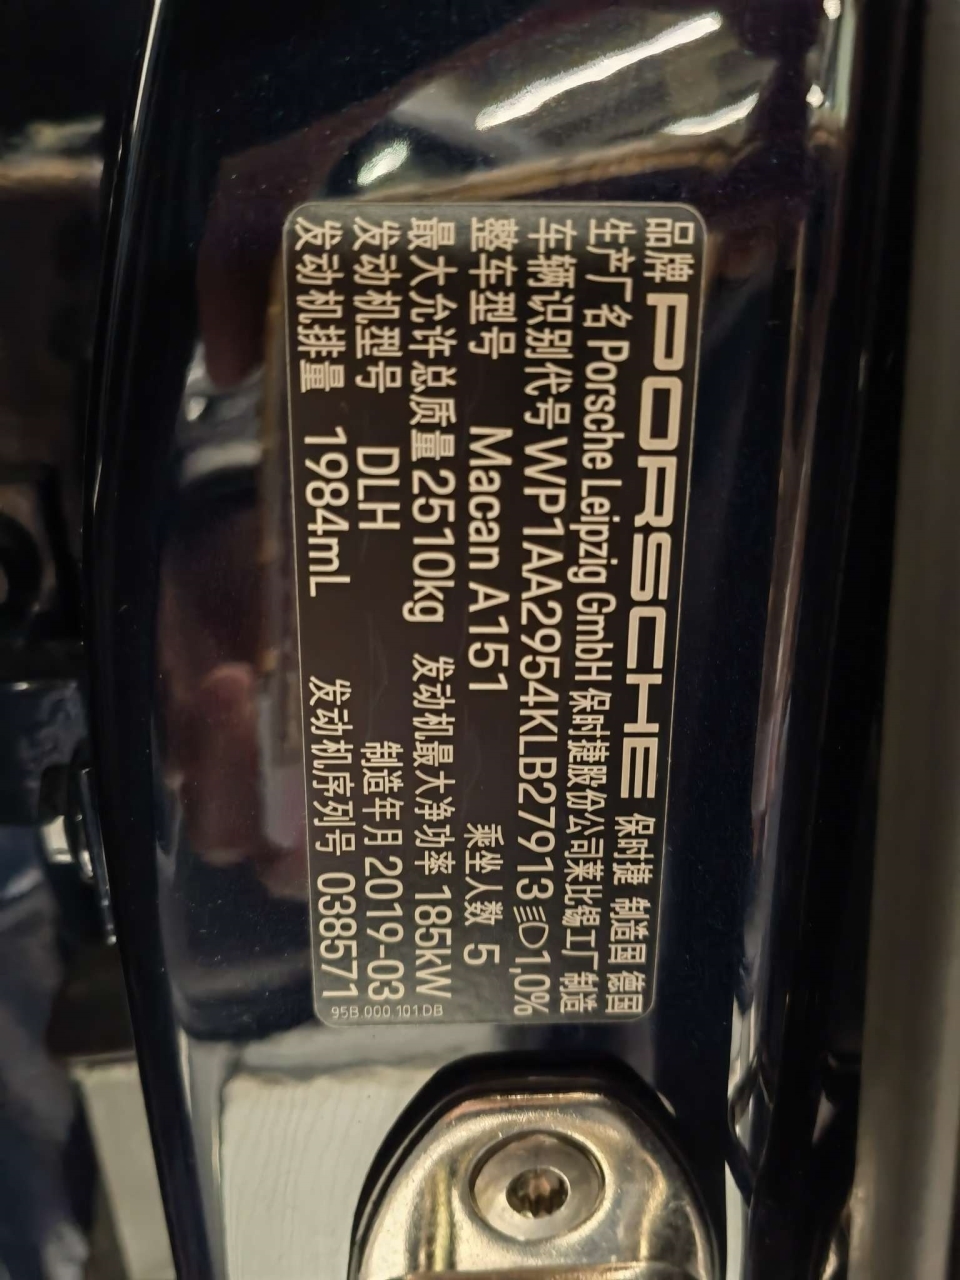 品牌 PORSCHE 保时捷 制造国 德国
生产厂名 Porsche Leipzig GmbH 保时捷股份公司莱比锡工厂 制造
车辆识别代号 WP1AA2954KLB27913 1,0%
整车型号 Macan A151 乘坐人数 5
最大允许总质量 2510kg 发动机最大净功率 185kW
发动机型号 DLH 制造年月 2019-03
发动机排量 1984mL 发动机序列号 038571
95B.000.101 DB